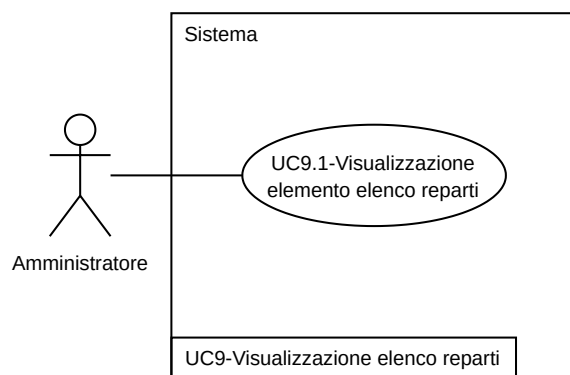 Sistema
UC9.1-Visualizzazione
elemento elenco reparti
Amministratore
UC9-Visualizzazione elenco reparti